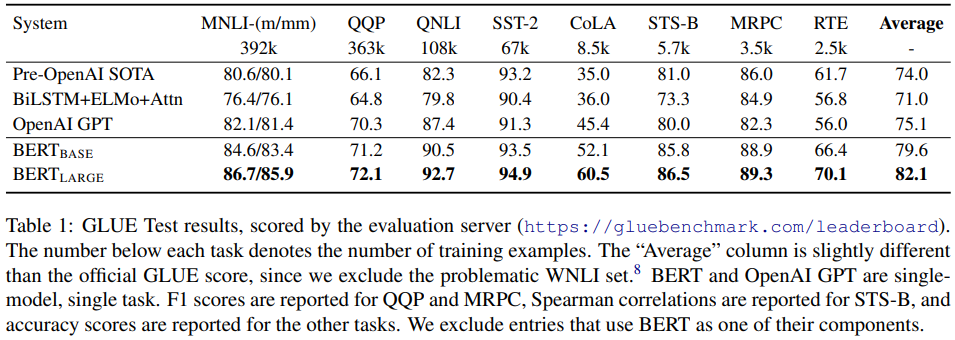 System MNLI-(m/mm) QQP QNLI SST-2 CoLA STS-B MRPC RTE Average
392k 363k 108k 67k 8.5k 5.7k 3.5k 2.5k -
Pre-OpenAI SOTA 80.6/80.1 66.1 82.3 93.2 35.0 81.0 86.0 61.7 74.0
BiLSTM+ELMo+Attn 76.4/76.1 64.8 79.8 90.4 36.0 73.3 84.9 56.8 71.0
OpenAI GPT 82.1/81.4 70.3 87.4 91.3 45.4 80.0 82.3 56.0 75.1
BERTBASE 84.6/83.4 71.2 90.5 93.5 52.1 85.8 88.9 66.4 79.6
BERTLARGE 86.7/85.9 72.1 92.7 94.9 60.5 86.5 89.3 70.1 82.1
Table 1: GLUE Test results, scored by the evaluation server (https://gluebenchmark.com/leaderboard).
The number below each task denotes the number of training examples. The “Average” column is slightly different
than the official GLUE score, since we exclude the problematic WNLI set.8 BERT and OpenAI GPT are single-
model, single task. F1 scores are reported for QQP and MRPC, Spearman correlations are reported for STS-B, and
accuracy scores are reported for the other tasks. We exclude entries that use BERT as one of their components.